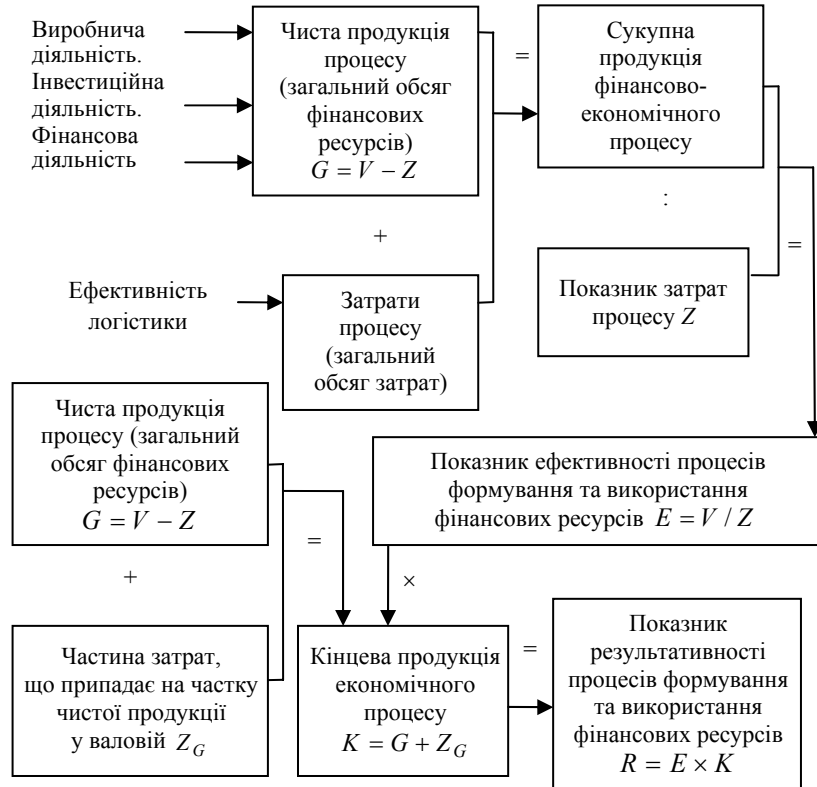 Виробнича
діяльність.
Інвестиційна
діяльність.
Фінансова
діяльність
Чиста продукція
процесу
(загальний обсяг
фінансових
ресурсів)
G = V – Z
=
Сукупна
продукція
фінансово-
економічного
процесу
+
:
=
Ефективність
логістики
Затрати
процесу
(загальний
обсяг затрат)
Показник затрат
процесу Z
Чиста продукція
процесу (загальний
обсяг фінансових
ресурсів)
G = V – Z
=
Показник ефективності процесів
формування та використання
фінансових ресурсів E = V / Z
+
×
Частина затрат,
що припадає на частку
чистої продукції
у валовій Z_G
Кінцева продукція
економічного
процесу
K = G + Z_G
=
Показник
результативності
процесів формування
та використання
фінансових ресурсів
R = E × K